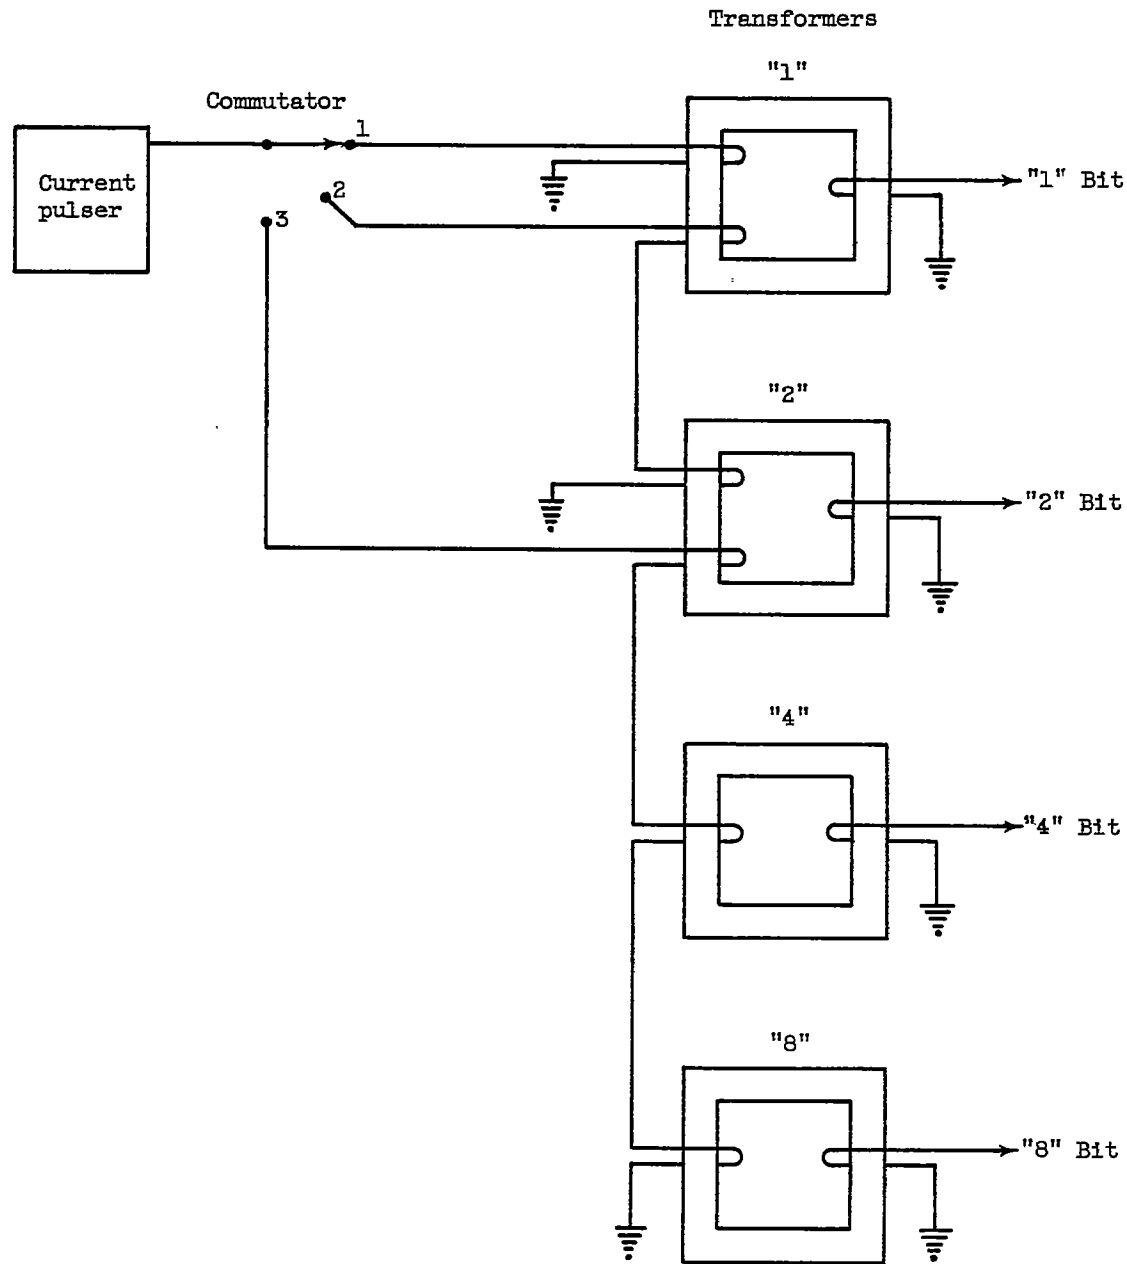 Transformers
"1"
Commutator
1
Current
pulser
2
3
"1" Bit
"2"
"2" Bit
"4"
"4" Bit
"8"
"8" Bit